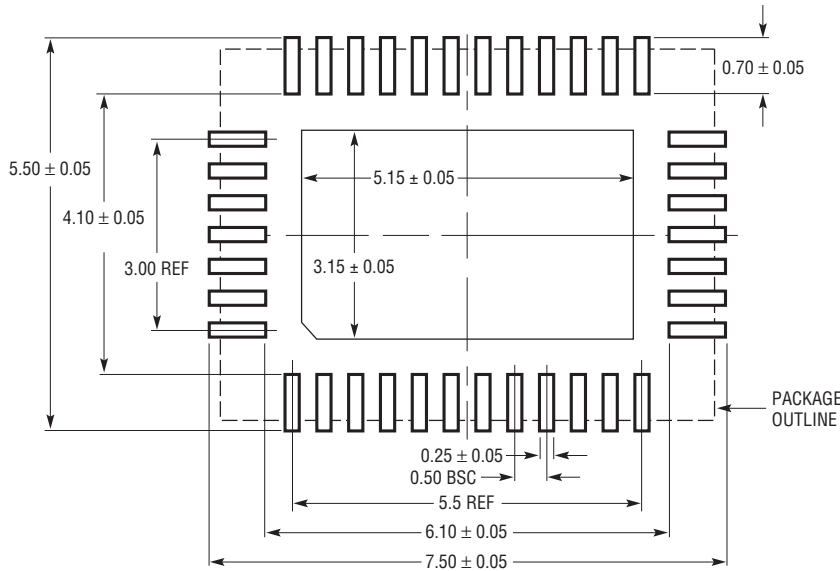 0.70 ± 0.05
5.50 ± 0.05
5.15 ± 0.05
4.10 ± 0.05
3.00 REF
3.15 ± 0.05
PACKAGE
OUTLINE
0.25 ± 0.05
0.50 BSC
5.5 REF
6.10 ± 0.05
7.50 ± 0.05